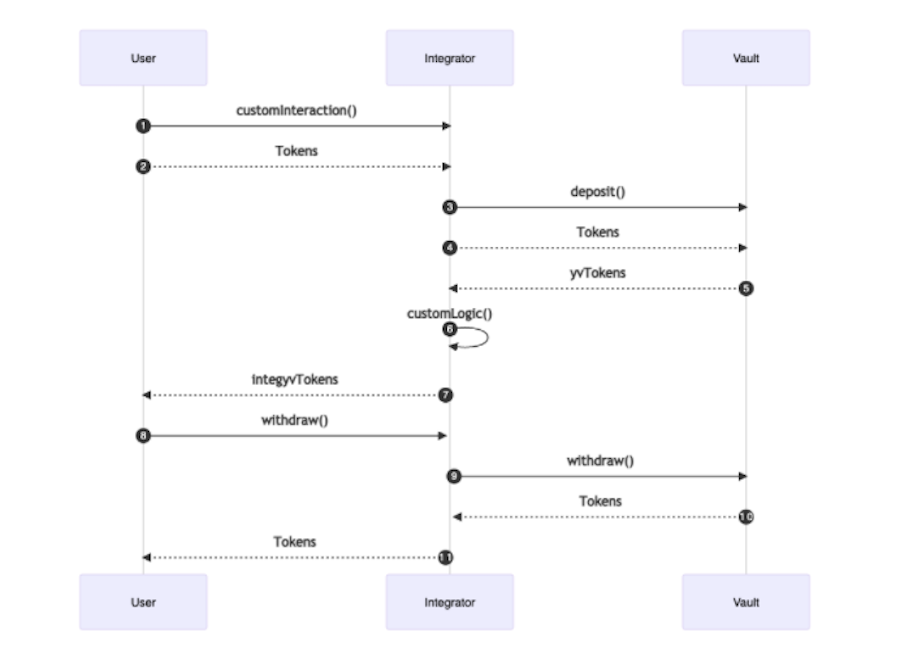 User
Integrator
Vault
customInteraction()
1
Tokens
2
deposit()
3
Tokens
4
yvTokens
5
customLogic()
6
integyvTokens
7
withdraw()
8
withdraw()
9
Tokens
10
Tokens
11
User
Integrator
Vault